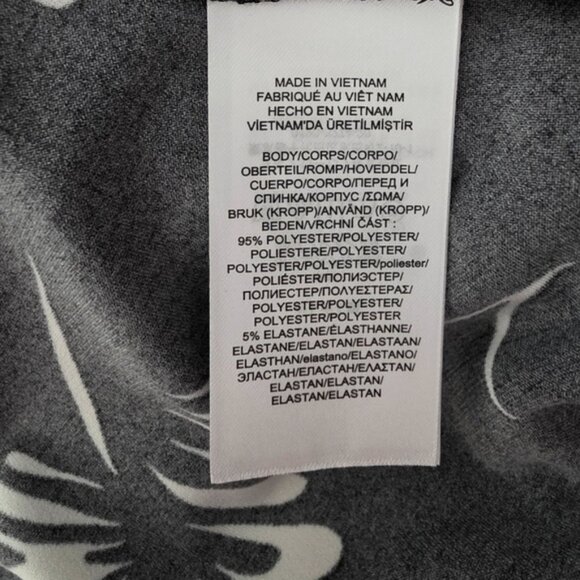 MADE IN VIETNAM
FABRIQUÉ AU VIÊT NAM
HECHO EN VIETNAM
VİETNAM'DA ÜRETİLMİŞTİR
BODY/CORPS/CORPO/
OBERTEIL/ROMP/HOVEDDEL/
CUERPO/CORPO/ПЕРЕД И
СПИНКА/КОРПУС /ΣΩΜΑ/
BRUK (KROPP)/ANVÄND (KROPP)/
BEDEN/VRCHNÍ ČÁST :
95% POLYESTER/POLYESTER/
POLIESTERE/POLYESTER/
POLYESTER/POLYESTER/poliester/
POLIÉSTER/ПОЛИЭСТЕР/
ПОЛИЕСТЕР/ΠΟΛΥΕΣΤΕΡΑΣ/
POLYESTER/POLYESTER/
POLYESTER/POLYESTER
5% ELASTANE/ÉLASTHANNE/
ELASTANE/ELASTAN/ELASTAAN/
ELASTHAN/elastano/ELASTANO/
ЭЛАСТАН/ЕЛАСТАН/ΕΛΑΣΤΑΝ/
ELASTAN/ELASTAN/
ELASTAN/ELASTAN